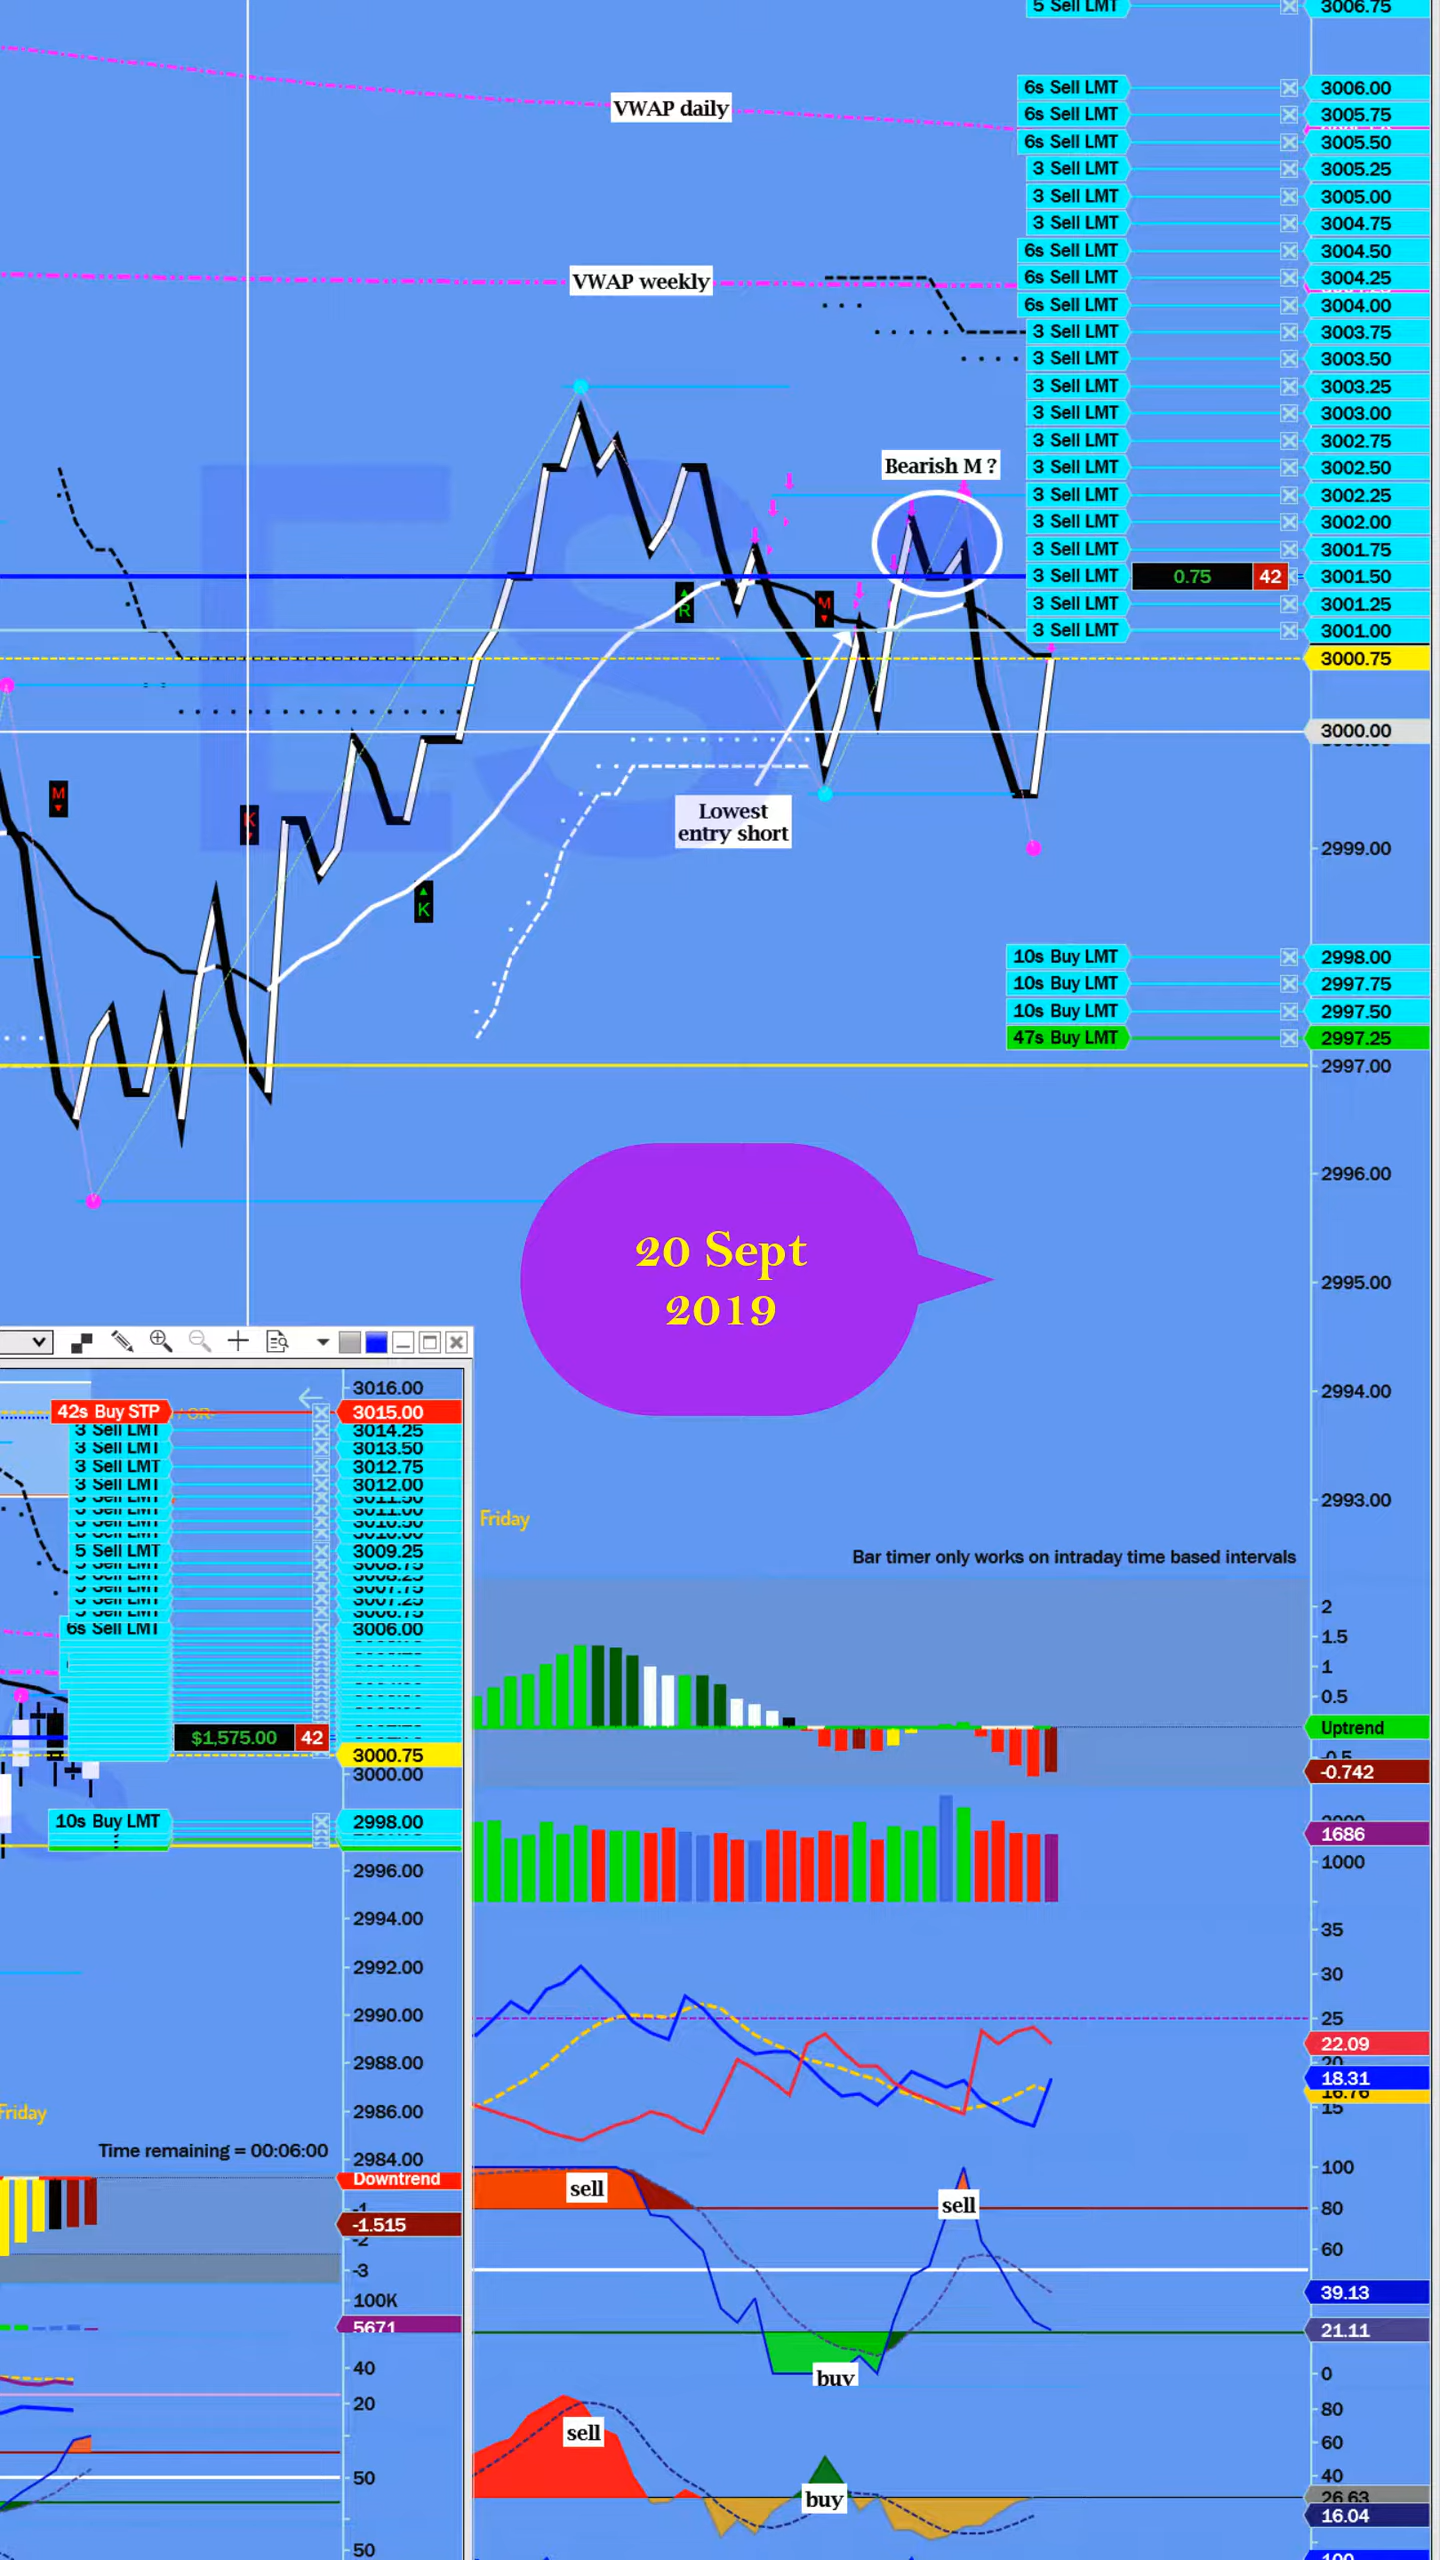 5 Sell LMT 3006.75
VWAP daily
6s Sell LMT 3006.00
6s Sell LMT 3005.75
6s Sell LMT 3005.50
3 Sell LMT 3005.25
3 Sell LMT 3005.00
3 Sell LMT 3004.75
6s Sell LMT 3004.50
VWAP weekly
6s Sell LMT 3004.25
6s Sell LMT 3004.00
3 Sell LMT 3003.75
3 Sell LMT 3003.50
3 Sell LMT 3003.25
3 Sell LMT 3003.00
3 Sell LMT 3002.75
Bearish M ?
3 Sell LMT 3002.50
3 Sell LMT 3002.25
3 Sell LMT 3002.00
3 Sell LMT 3001.75
3 Sell LMT 0.75 42 3001.50
3 Sell LMT 3001.25
3 Sell LMT 3001.00
ES
R
M
3000.75
3000.00
M
K
Lowest
entry short
2999.00
K
10s Buy LMT 2998.00
10s Buy LMT 2997.75
10s Buy LMT 2997.50
47s Buy LMT 2997.25
2997.00
2996.00
20 Sept
2019
2995.00
2994.00
2993.00
3016.00
42s Buy STP 3015.00
3 Sell LMT 3014.25
3 Sell LMT 3013.50
3 Sell LMT 3012.75
3 Sell LMT 3012.00
5 Sell LMT 3009.25
6s Sell LMT 3006.00
$1,575.00 42
3000.75
3000.00
10s Buy LMT 2998.00
2996.00
2994.00
2992.00
2990.00
2988.00
2986.00
2984.00
Friday
Time remaining = 00:06:00
Downtrend
-1
-1.515
-2
-3
100K
5671
40
20
50
50
Friday
Bar timer only works on intraday time based intervals
2
1.5
1
0.5
Uptrend
-0.742
1686
1000
35
30
25
22.09
20
18.31
16.76
15
100
sell
sell
80
60
39.13
21.11
buy
0
80
sell
60
40
buy
26.63
16.04
100